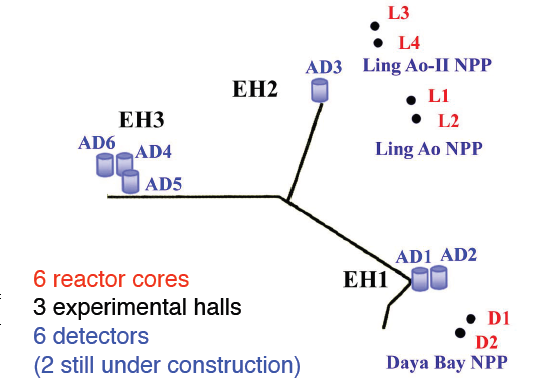 L3
L4
Ling Ao-II NPP
AD3
EH2
L1
L2
Ling Ao NPP
EH3
AD6
AD4
AD5
AD1 AD2
EH1
D1
D2
Daya Bay NPP
6 reactor cores
3 experimental halls
6 detectors
(2 still under construction)